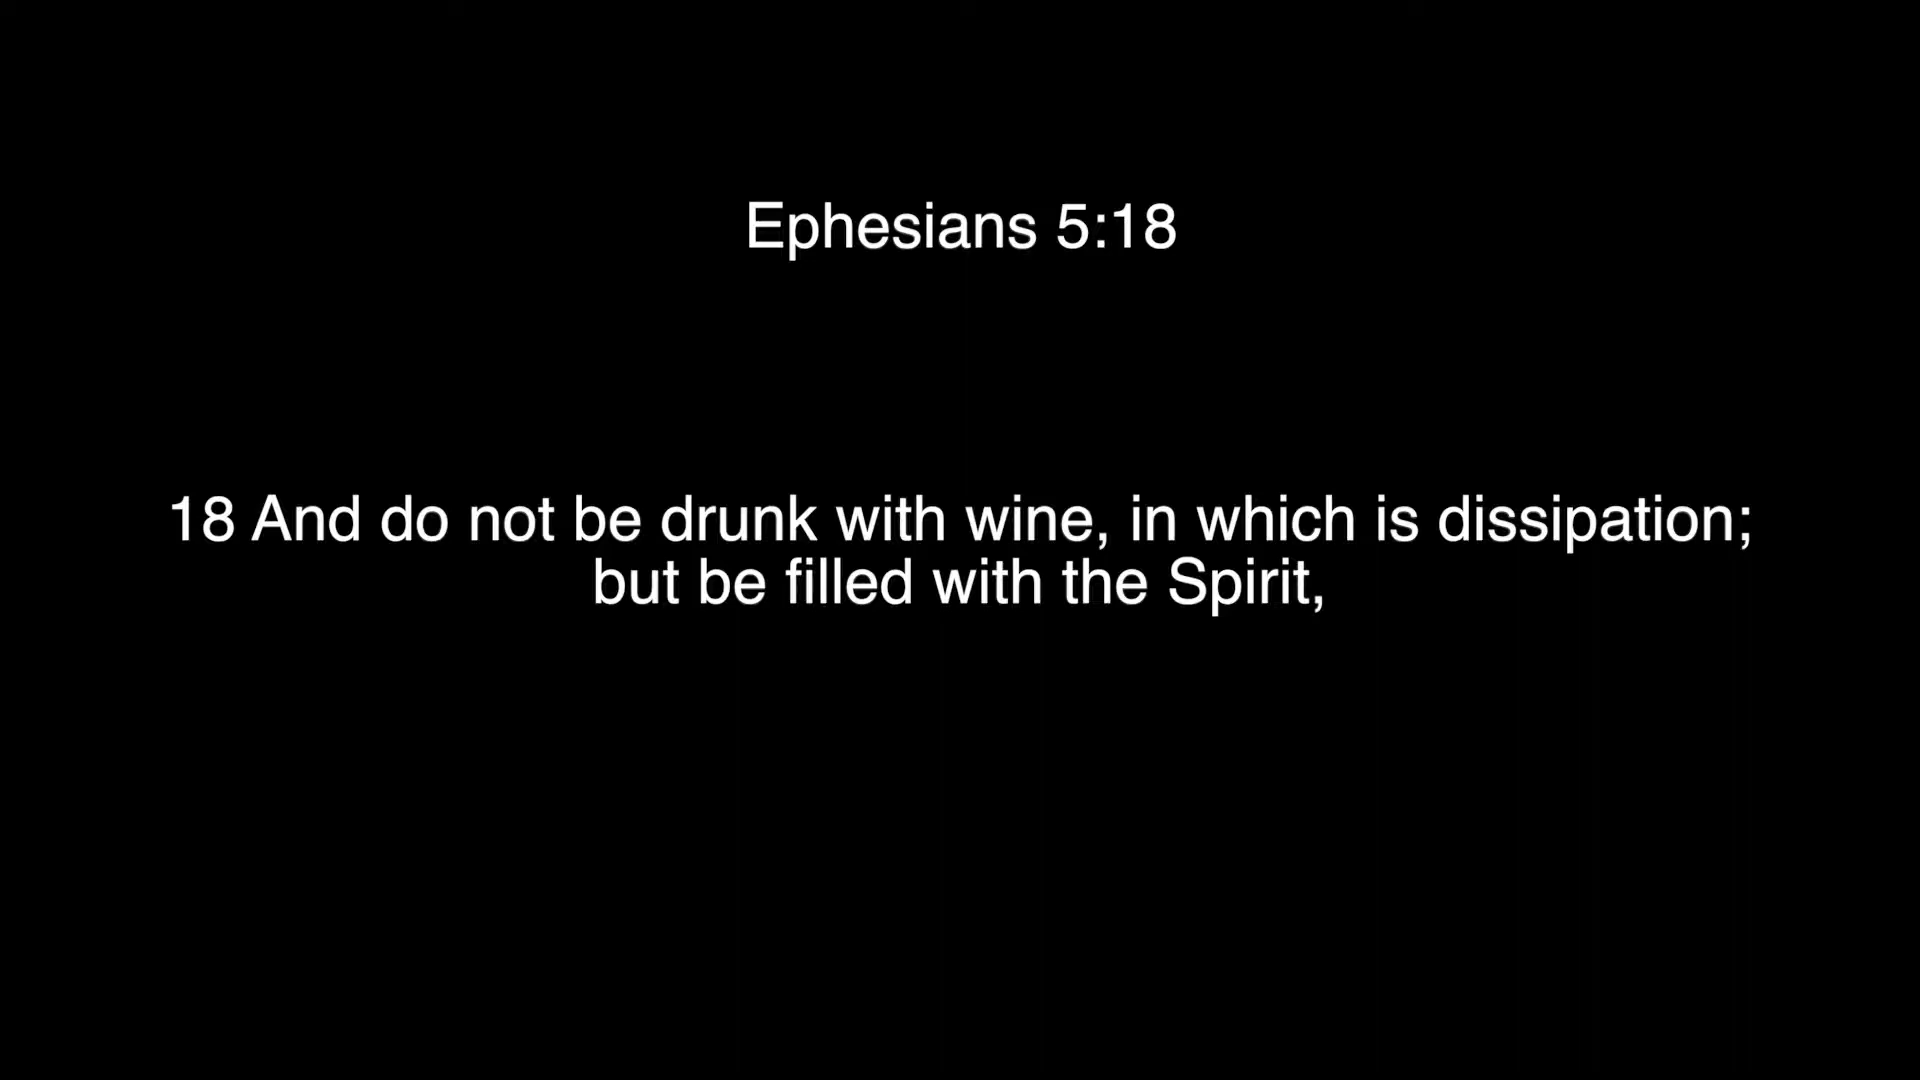 Ephesians 5:18
18 And do not be drunk with wine, in which is dissipation;
but be filled with the Spirit,